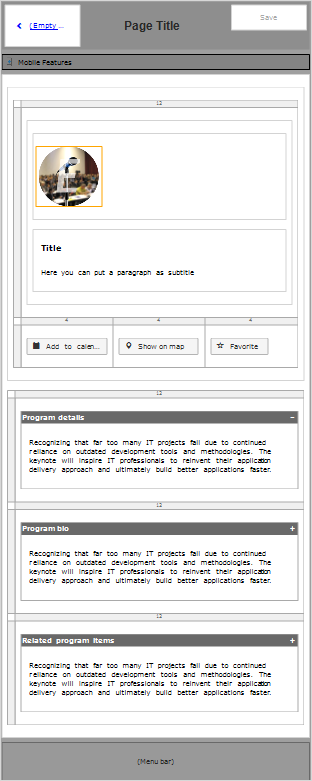 (Empty ...
Page Title
Save
Mobile Features
12
Title
Here you can put a paragraph as subtitle
4 4 4
Add to calen... Show on map Favorite
12
Program details −
Recognizing that far too many IT projects fail due to continued
reliance on outdated development tools and methodologies. The
keynote will inspire IT professionals to reinvent their application
delivery approach and ultimately build better applications faster.
12
Program bio +
Recognizing that far too many IT projects fail due to continued
reliance on outdated development tools and methodologies. The
keynote will inspire IT professionals to reinvent their application
delivery approach and ultimately build better applications faster.
12
Related program items +
Recognizing that far too many IT projects fail due to continued
reliance on outdated development tools and methodologies. The
keynote will inspire IT professionals to reinvent their application
delivery approach and ultimately build better applications faster.
(Menu bar)